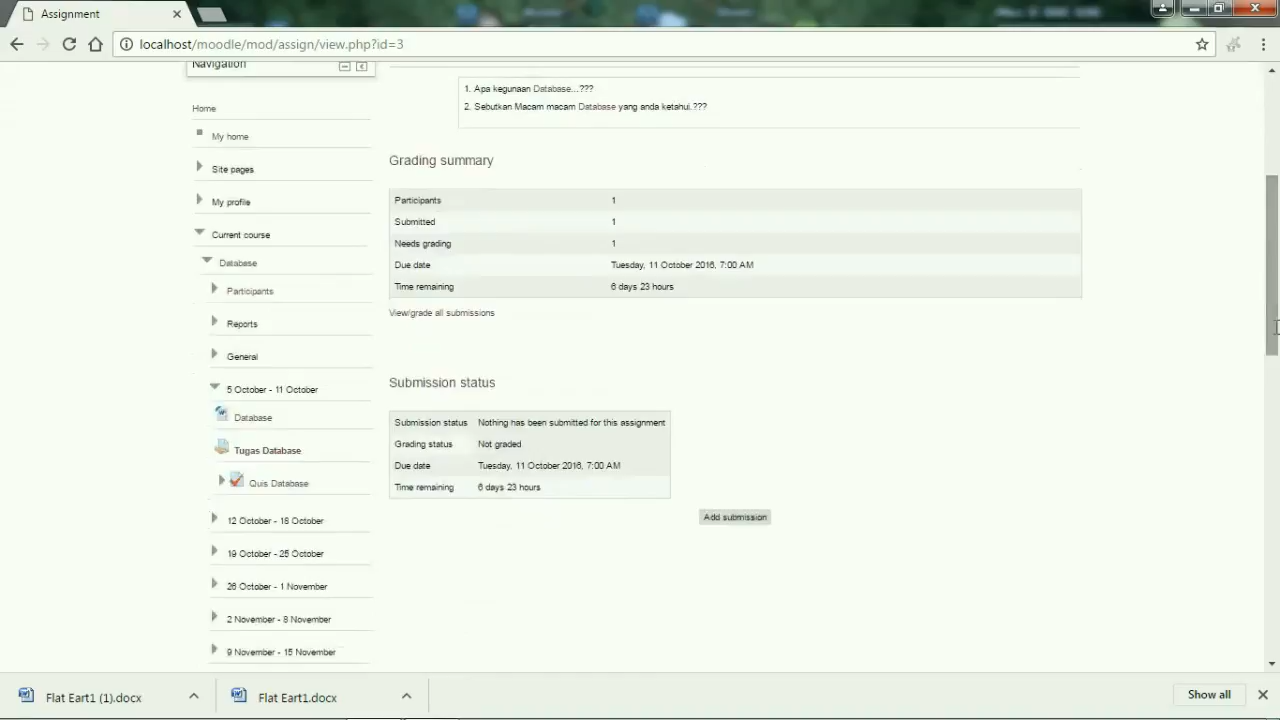 Assignment
localhost/moodle/mod/assign/view.php?id=3
Navigation
Home
My home
Site pages
My profile
Current course
Database
Participants
Reports
General
5 October - 11 October
Database
Tugas Database
Quis Database
12 October - 18 October
19 October - 25 October
26 October - 1 November
2 November - 8 November
9 November - 15 November
1. Apa kegunaan Database...???
2. Sebutkan Macam macam Database yang anda ketahui.???
Grading summary
Participants 1
Submitted 1
Needs grading 1
Due date Tuesday, 11 October 2016, 7:00 AM
Time remaining 6 days 23 hours
View/grade all submissions
Submission status
Submission status Nothing has been submitted for this assignment
Grading status Not graded
Due date Tuesday, 11 October 2016, 7:00 AM
Time remaining 6 days 23 hours
Add submission
Flat Eart1 (1).docx
Flat Eart1.docx
Show all